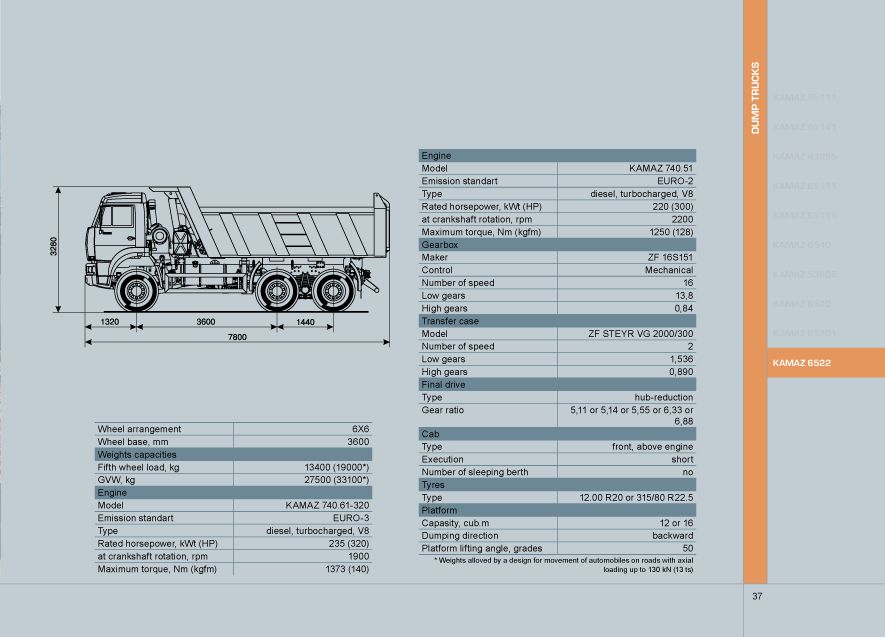 3280
1320
3600
1440
7800
Wheel arrangement 6X6
Wheel base, mm 3600
Weights capacities
Fifth wheel load, kg 13400 (19000*)
GVW, kg 27500 (33100*)
Engine
Model KAMAZ 740.61-320
Emission standart EURO-3
Type diesel, turbocharged, V8
Rated horsepower, kWt (HP) 235 (320)
at crankshaft rotation, rpm 1900
Maximum torque, Nm (kgfm) 1373 (140)
Engine
Model KAMAZ 740.51
Emission standart EURO-2
Type diesel, turbocharged, V8
Rated horsepower, kWt (HP) 220 (300)
at crankshaft rotation, rpm 2200
Maximum torque, Nm (kgfm) 1250 (128)
Gearbox
Maker ZF 16S151
Control Mechanical
Number of speed 16
Low gears 13,8
High gears 0,84
Transfer case
Model ZF STEYR VG 2000/300
Number of speed 2
Low gears 1,536
High gears 0,890
Final drive
Type hub-reduction
Gear ratio 5,11 or 5,14 or 5,55 or 6,33 or
6,88
Cab
Type front, above engine
Execution short
Number of sleeping berth no
Tyres
Type 12.00 R20 or 315/80 R22.5
Platform
Capasity, cub.m 12 or 16
Dumping direction backward
Platform lifting angle, grades 50
* Weights alloved by a design for movement of automobiles on roads with axial
loading up to 130 kN (13 ts)
DUMP TRUCKS
KAMAZ 55111
KAMAZ
KAMAZ
KAMAZ 65111
KAMAZ 65115
KAMAZ 6540
KAMAZ
KAMAZ 6520
KAMAZ 65201
KAMAZ 6522
37